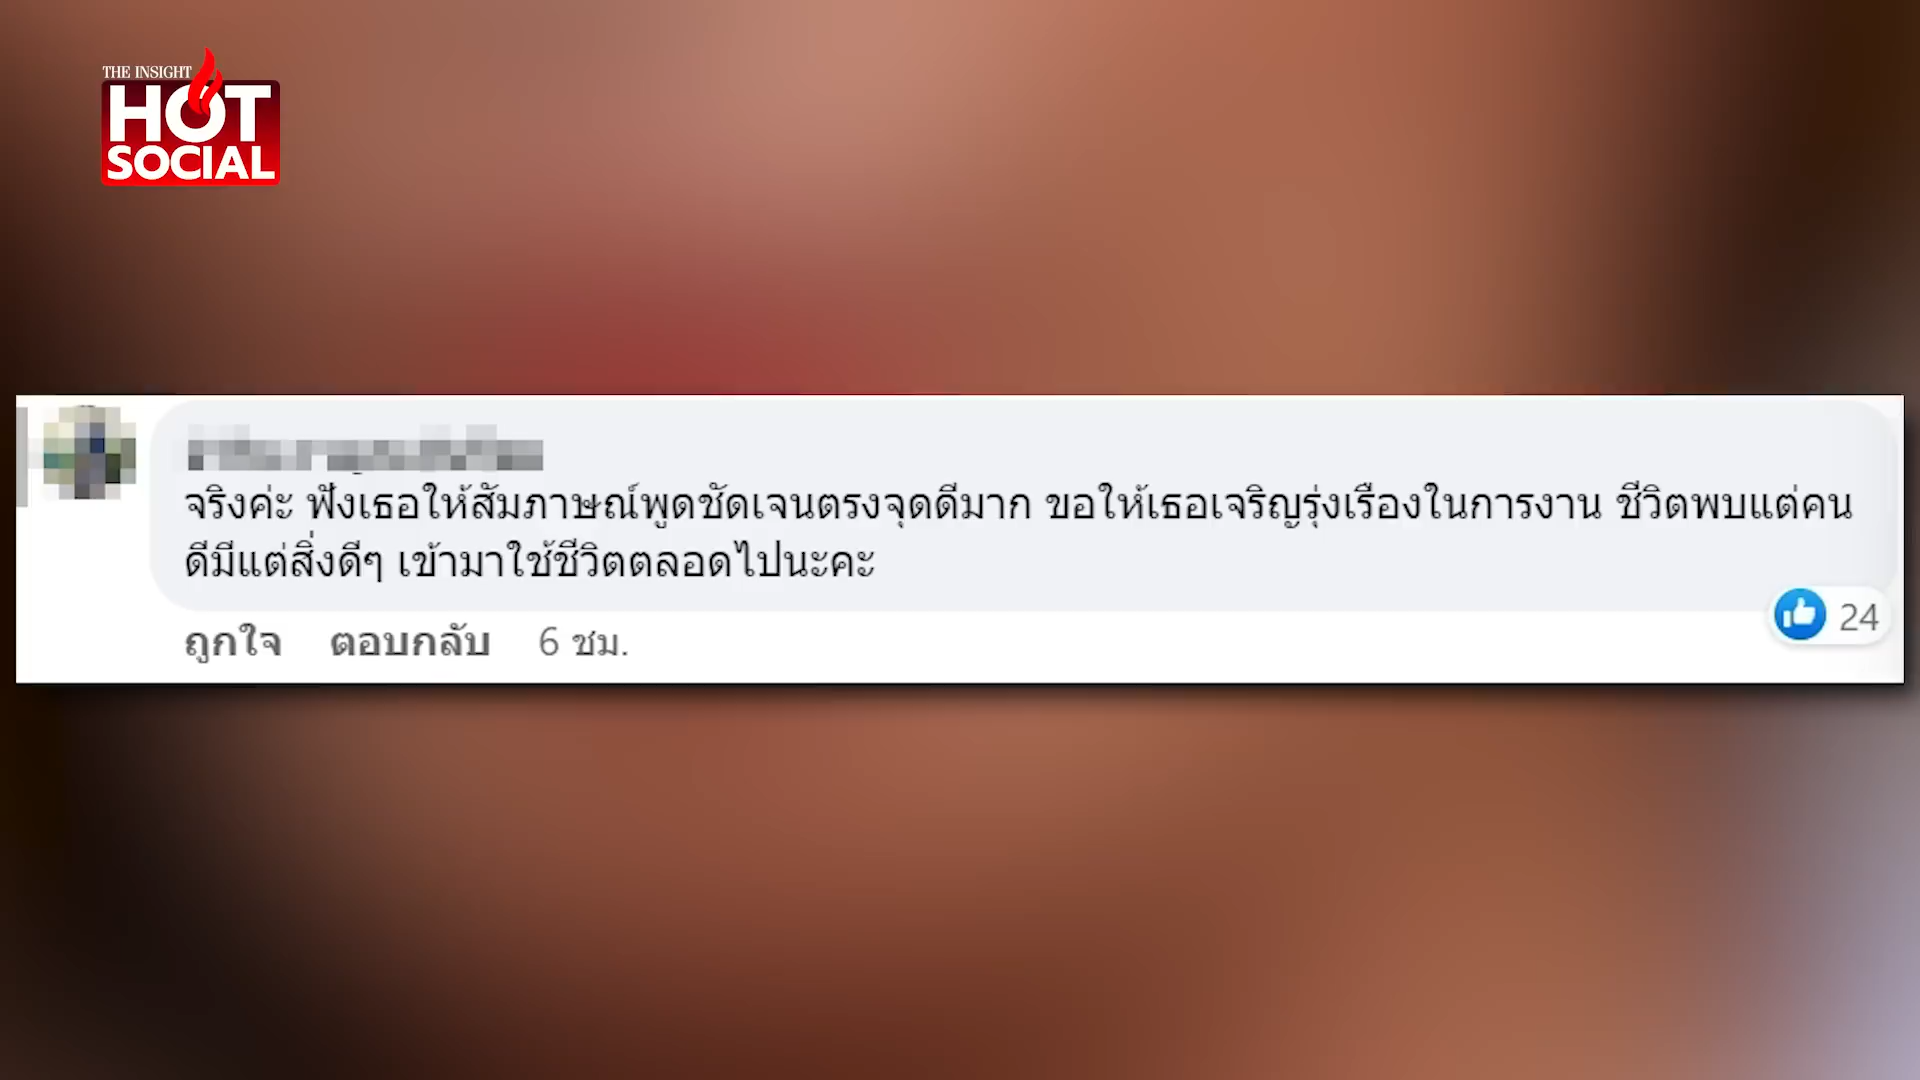 THE INSIGHT
HOT
SOCIAL
จริงค่ะ ฟังเธอให้สัมภาษณ์พูดชัดเจนตรงจุดดีมาก ขอให้เธอเจริญรุ่งเรืองในการงาน ชีวิตพบแต่คน
ดีมีแต่สิ่งดีๆ เข้ามาใช้ชีวิตตลอดไปนะคะ
24
ถูกใจ ตอบกลับ 6 ชม.